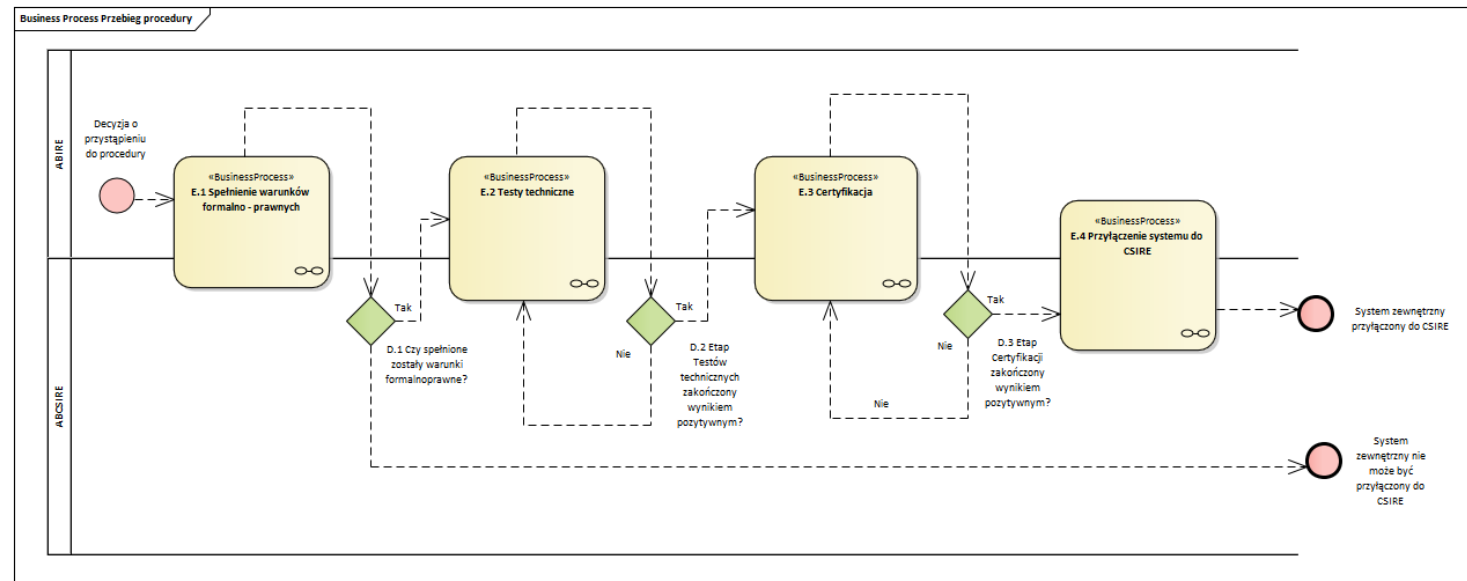 Business Process Przebieg procedury
ABIRE
Decyzja o
przystąpieniu
do procedury
«BusinessProcess»
E.1 Spełnienie warunków
formalno - prawnych
«BusinessProcess»
E.2 Testy techniczne
«BusinessProcess»
E.3 Certyfikacja
«BusinessProcess»
E.4 Przyłączenie systemu do
CSIRE
ABCSIRE
Tak
D.1 Czy spełnione
zostały warunki
formalnoprawne?
Tak
Nie
D.2 Etap
Testów
technicznych
zakończony
wynikiem
pozytywnym?
Tak
Nie
Nie
D.3 Etap
Certyfikacji
zakończony
wynikiem
pozytywnym?
System zewnętrzny
przyłączony do CSIRE
System
zewnętrzny nie
może być
przyłączony do
CSIRE